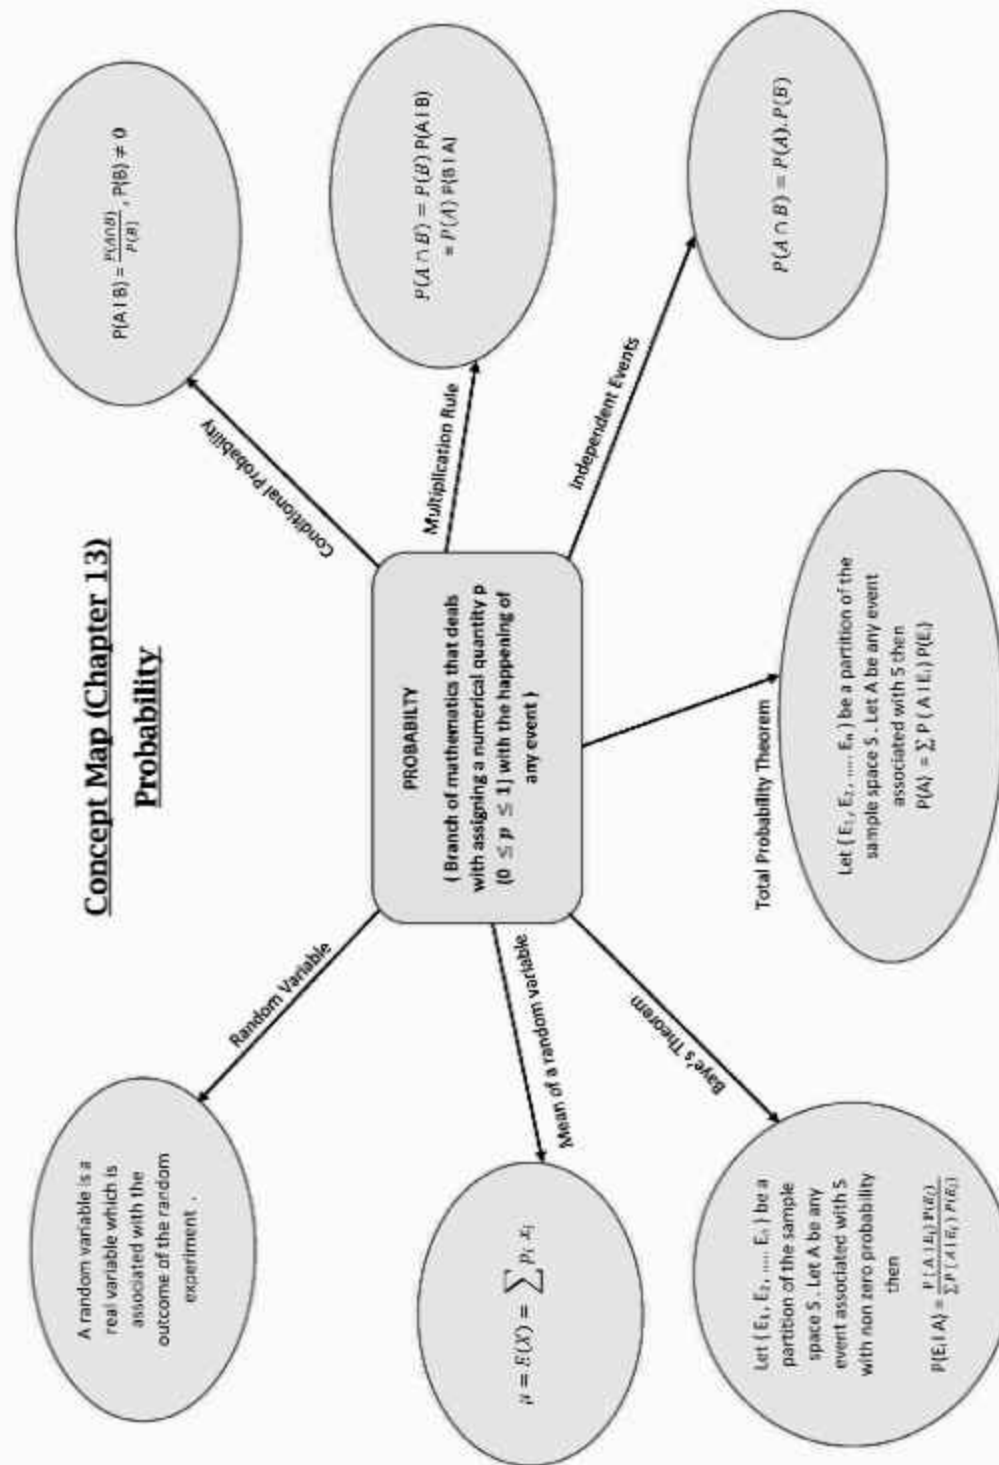 Concept Map (Chapter 13)
Probability
PROBABILTY
( Branch of mathematics that deals
with assigning a numerical quantity p
(0 ≤ p ≤ 1) with the happening of
any event )
Random Variable
A random variable is a
real variable which is
associated with the
outcome of the random
experiment .
Conditional Probability
P(A I B) = P(A∩B)/P(B) , P(B) ≠ 0
Mean of a random variable
μ = E(X) = ∑ pᵢ xᵢ
Multiplication Rule
P(A ∩ B) = P(B) P(A I B)
= P(A) P(B I A)
Baye's Theorem
Let { E₁, E₂, ..... Eₙ } be a
partition of the sample
space S . Let A be any
event associated with S
with non zero probability
then
P(Eᵢ I A) = P ( A I Eᵢ) P(Eᵢ)/∑ P ( A I Eᵢ) P(Eᵢ)
Total Probability Theorem
Let { E₁, E₂, ..... Eₙ } be a partition of the
sample space S . Let A be any event
associated with S then
P(A) = ∑ P ( A I Eᵢ) P(Eᵢ)
Independent Events
P(A ∩ B) = P(A). P(B)